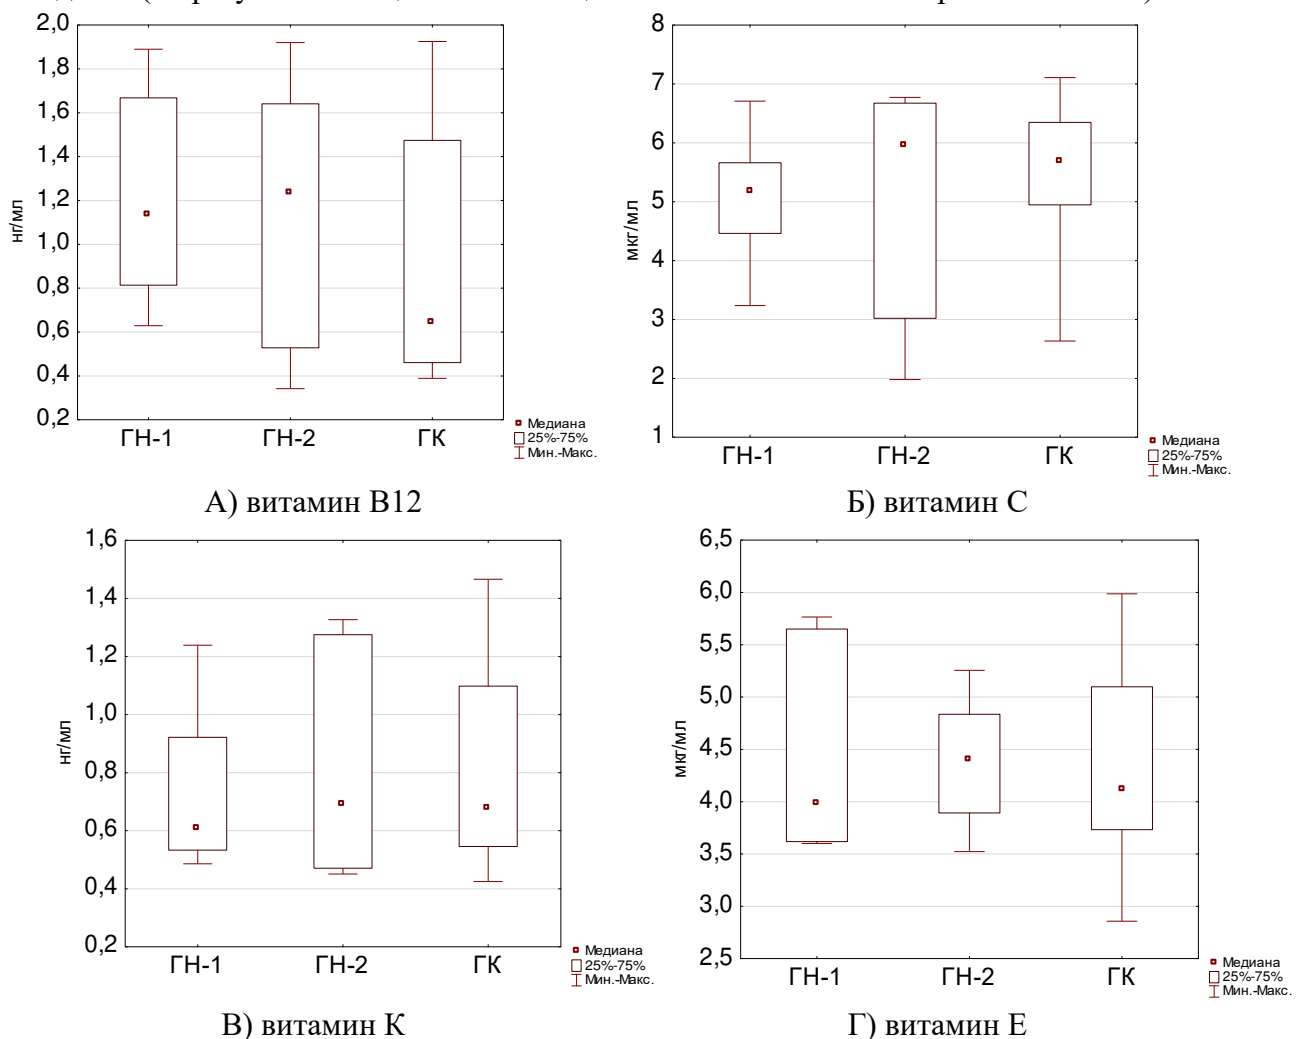 2,0
1,8
1,6
1,4
1,2
1,0
0,8
0,6
0,4
0,2
нг/мл
ГН-1 ГН-2 ГК
Медиана
25%-75%
Мин.-Макс.
А) витамин В12
8
7
6
5
4
3
2
1
мкг/мл
ГН-1 ГН-2 ГК
Медиана
25%-75%
Мин.-Макс.
Б) витамин С
1,6
1,4
1,2
1,0
0,8
0,6
0,4
0,2
нг/мл
ГН-1 ГН-2 ГК
Медиана
25%-75%
Мин.-Макс.
В) витамин К
6,5
6,0
5,5
5,0
4,5
4,0
3,5
3,0
2,5
мкг/мл
ГН-1 ГН-2 ГК
Медиана
25%-75%
Мин.-Макс.
Г) витамин Е